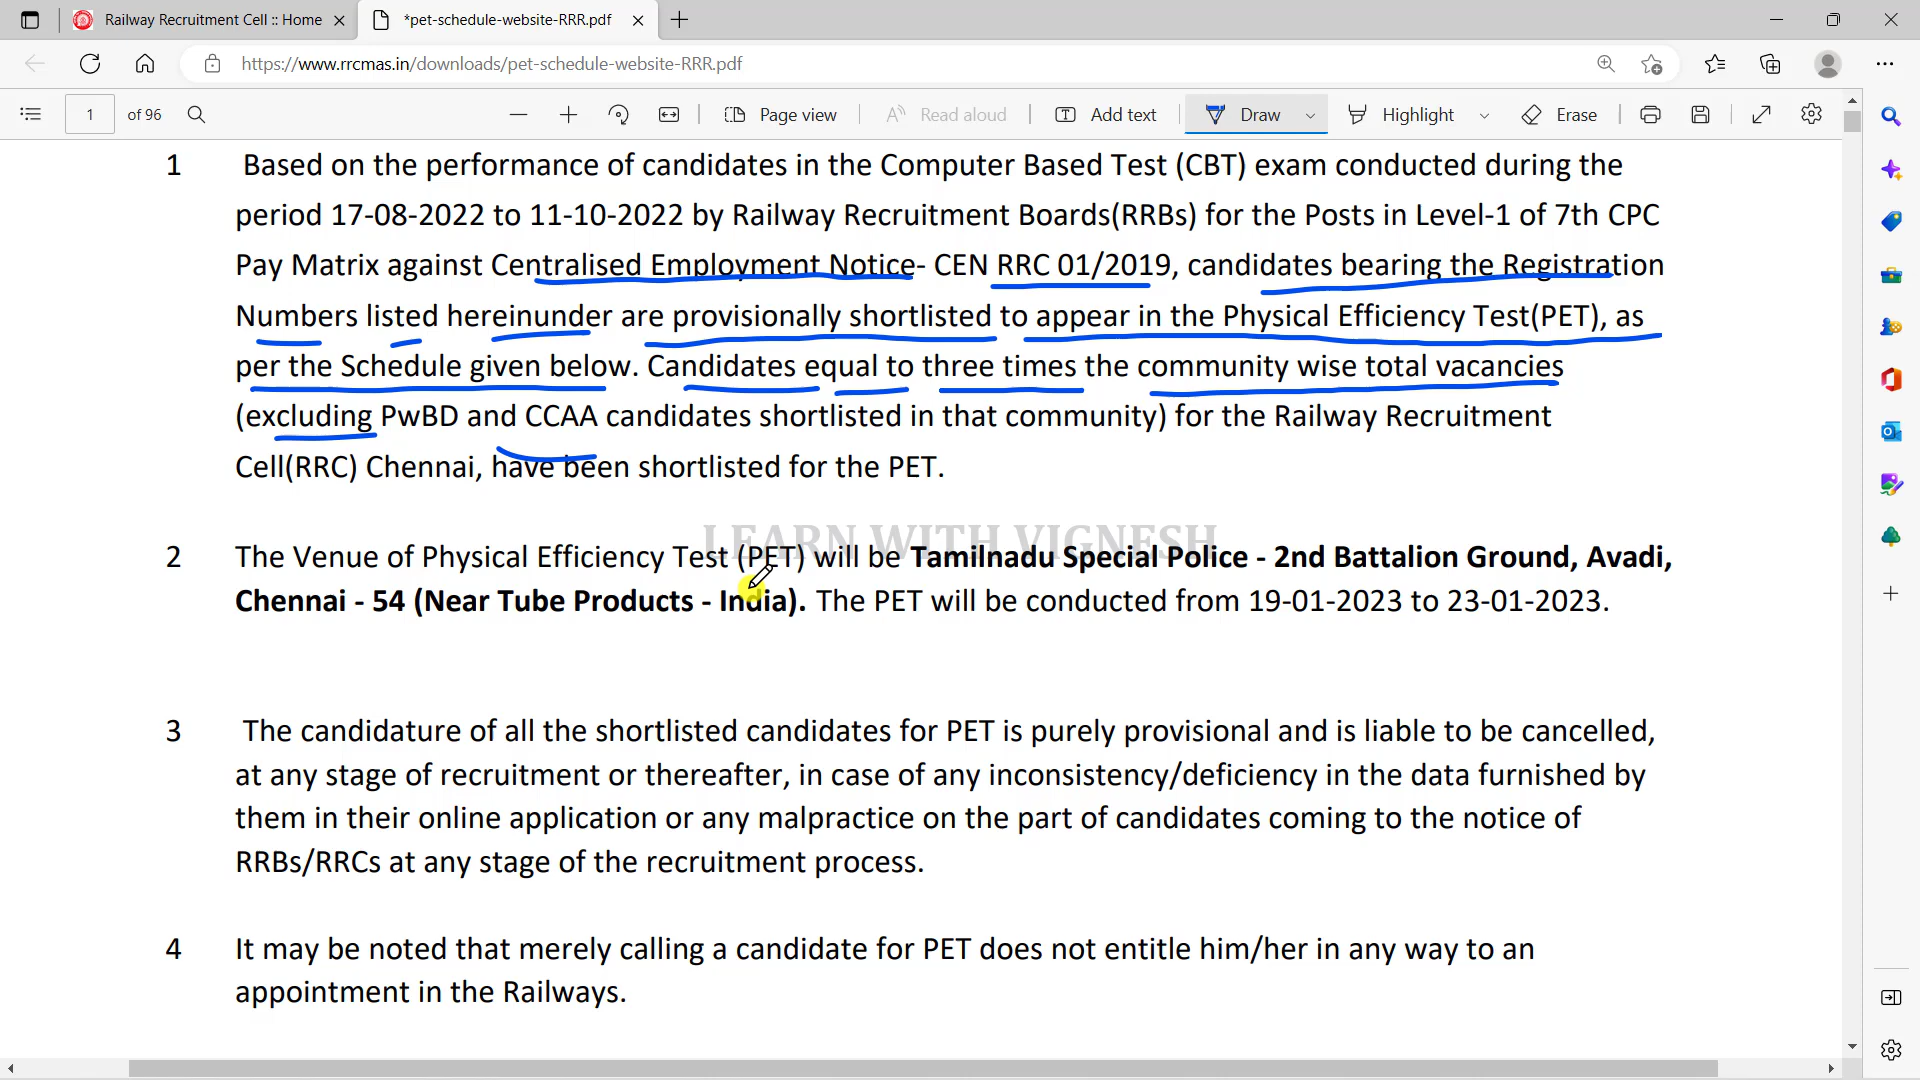 Railway Recruitment Cell :: Home
*pet-schedule-website-RRR.pdf
https://www.rrcmas.in/downloads/pet-schedule-website-RRR.pdf
1 of 96
Page view
Read aloud
Add text
Draw
Highlight
Erase
1 Based on the performance of candidates in the Computer Based Test (CBT) exam conducted during the
period 17-08-2022 to 11-10-2022 by Railway Recruitment Boards(RRBs) for the Posts in Level-1 of 7th CPC
Pay Matrix against Centralised Employment Notice- CEN RRC 01/2019, candidates bearing the Registration
Numbers listed hereinunder are provisionally shortlisted to appear in the Physical Efficiency Test(PET), as
per the Schedule given below. Candidates equal to three times the community wise total vacancies
(excluding PwBD and CCAA candidates shortlisted in that community) for the Railway Recruitment
Cell(RRC) Chennai, have been shortlisted for the PET.
LEARN WITH VIGNESH
2 The Venue of Physical Efficiency Test (PET) will be Tamilnadu Special Police - 2nd Battalion Ground, Avadi,
Chennai - 54 (Near Tube Products - India). The PET will be conducted from 19-01-2023 to 23-01-2023.
3 The candidature of all the shortlisted candidates for PET is purely provisional and is liable to be cancelled,
at any stage of recruitment or thereafter, in case of any inconsistency/deficiency in the data furnished by
them in their online application or any malpractice on the part of candidates coming to the notice of
RRBs/RRCs at any stage of the recruitment process.
4 It may be noted that merely calling a candidate for PET does not entitle him/her in any way to an
appointment in the Railways.